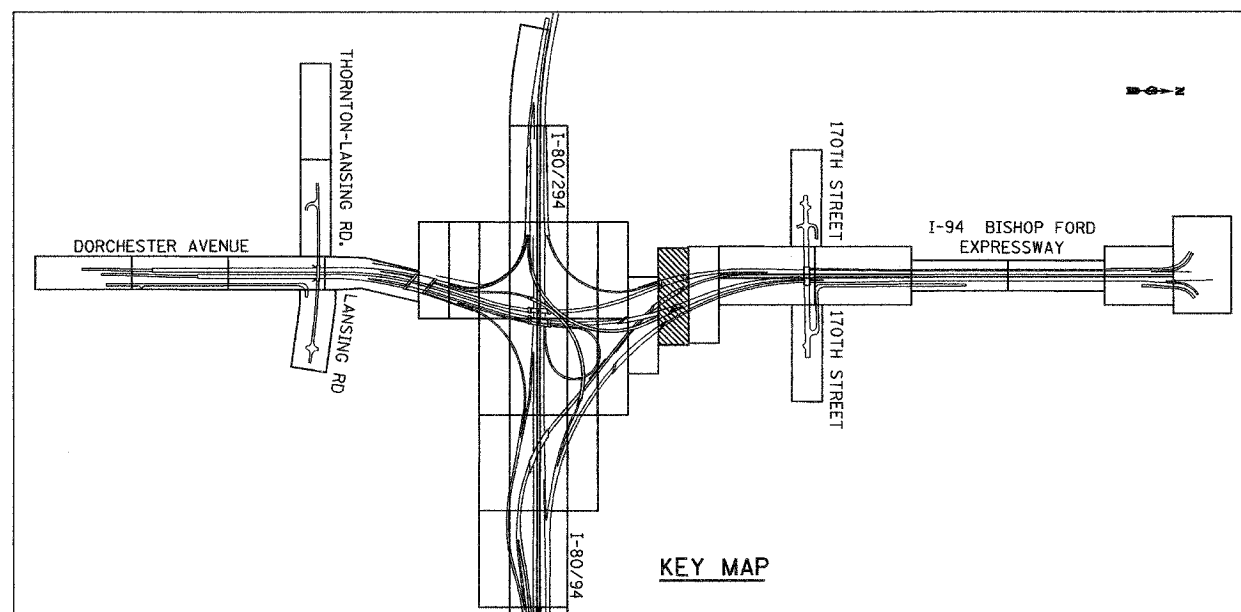 THORNTON-LANSING RD.
I-80/294
170TH STREET
N
I-94 BISHOP FORD
EXPRESSWAY
DORCHESTER AVENUE
LANSING RD
170TH STREET
I-80/94
KEY MAP